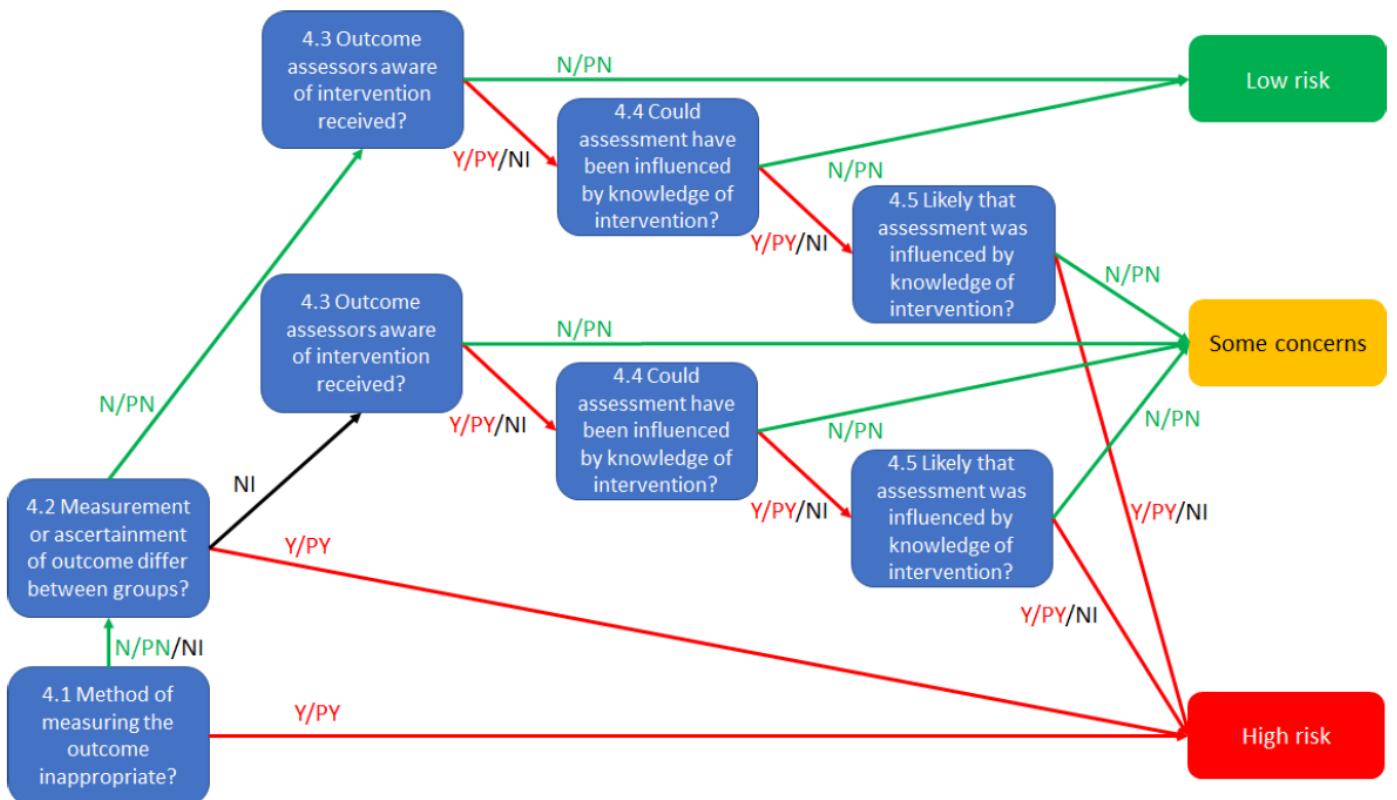 4.3 Outcome
assessors aware
of intervention
received?
N/PN
Low risk
Y/PY/NI
4.4 Could
assessment have
been influenced
by knowledge of
intervention?
N/PN
Y/PY/NI
4.5 Likely that
assessment was
influenced by
knowledge of
intervention?
N/PN
4.3 Outcome
assessors aware
of intervention
received?
N/PN
Some concerns
N/PN
Y/PY/NI
4.4 Could
assessment have
been influenced
by knowledge of
intervention?
N/PN
N/PN
Y/PY/NI
4.5 Likely that
assessment was
influenced by
knowledge of
intervention?
Y/PY/NI
NI
4.2 Measurement
or ascertainment
of outcome differ
between groups?
Y/PY
Y/PY/NI
N/PN/NI
4.1 Method of
measuring the
outcome
inappropriate?
Y/PY
High risk